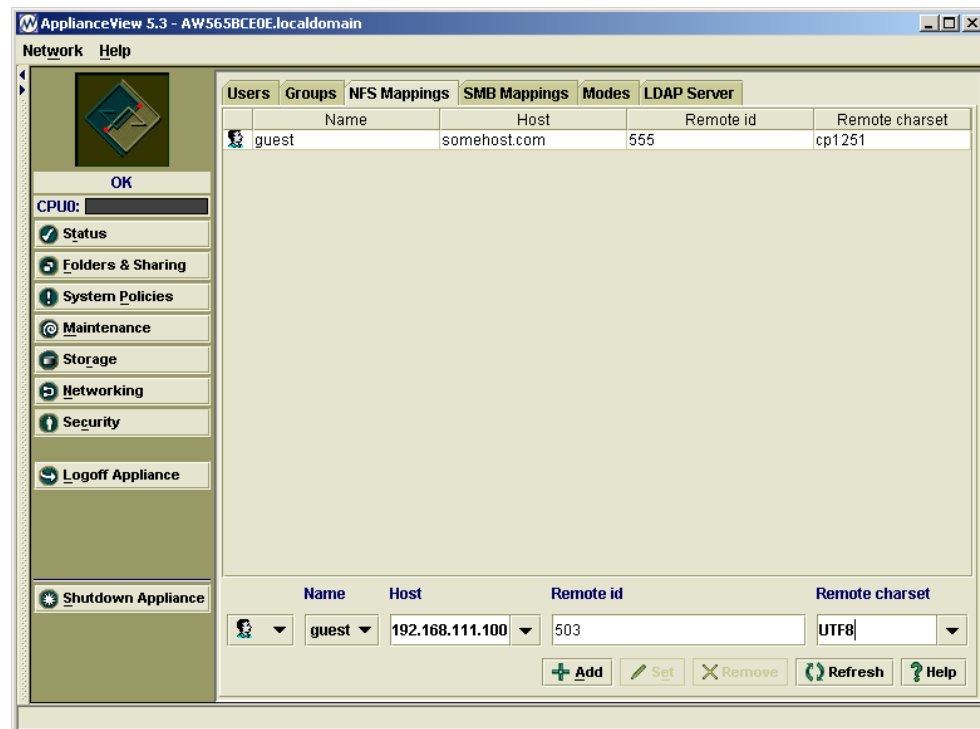 ApplianceView 5.3 - AW565BCE0E.localdomain
Network Help
Users Groups NFS Mappings SMB Mappings Modes LDAP Server
Name Host Remote id Remote charset
guest somehost.com 555 cp1251
OK
CPU0:
Status
Folders & Sharing
System Policies
Maintenance
Storage
Networking
Security
Logoff Appliance
Shutdown Appliance
Name Host Remote id Remote charset
guest 192.168.111.100 503 UTF8
Add Set Remove Refresh Help